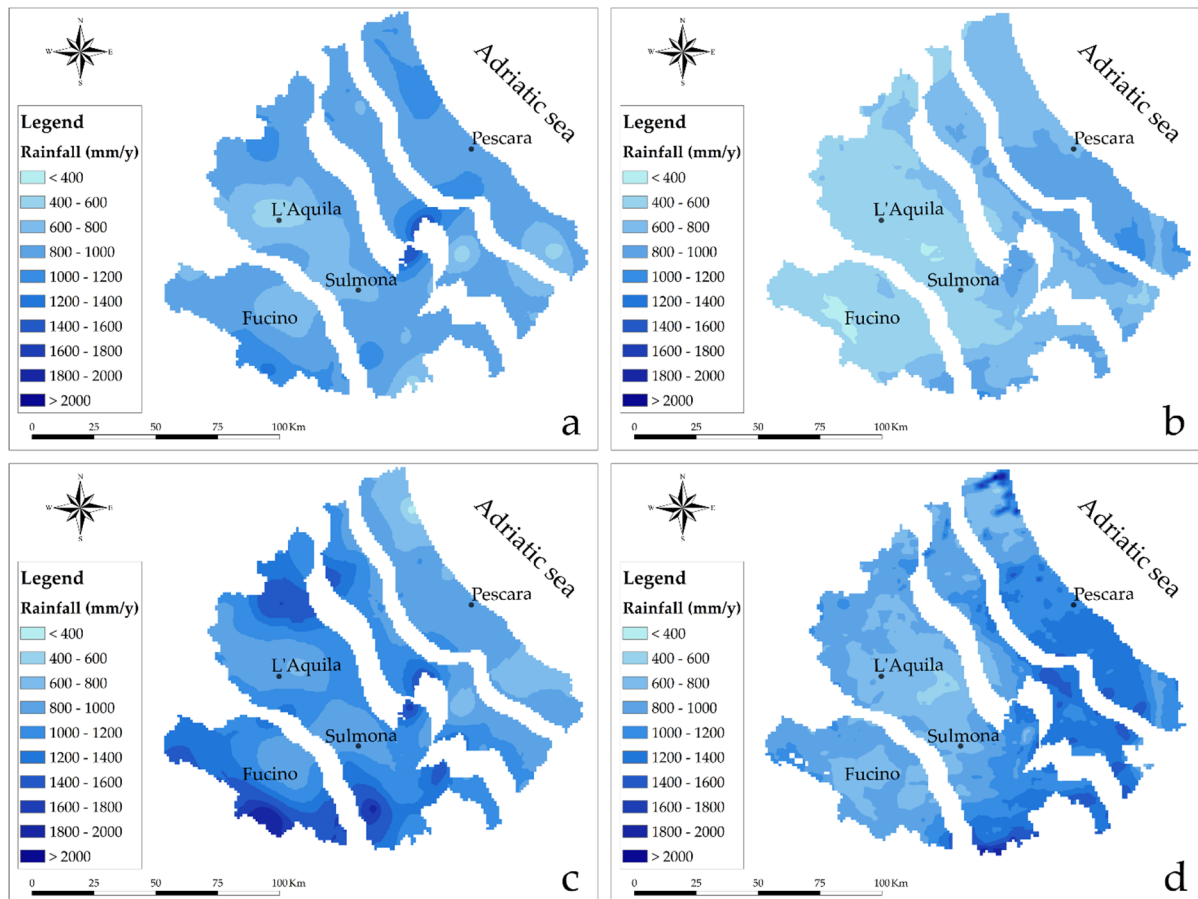 N
W E
S
Adriatic sea
Legend
Rainfall (mm/y)
< 400
400 - 600
600 - 800
800 - 1000
1000 - 1200
1200 - 1400
1400 - 1600
1600 - 1800
1800 - 2000
> 2000
Pescara
L'Aquila
Sulmona
Fucino
0 25 50 75 100 Km
a
N
W E
S
Adriatic sea
Legend
Rainfall (mm/y)
< 400
400 - 600
600 - 800
800 - 1000
1000 - 1200
1200 - 1400
1400 - 1600
1600 - 1800
1800 - 2000
> 2000
Pescara
L'Aquila
Sulmona
Fucino
0 25 50 75 100 Km
b
N
W E
S
Adriatic sea
Legend
Rainfall (mm/y)
< 400
400 - 600
600 - 800
800 - 1000
1000 - 1200
1200 - 1400
1400 - 1600
1600 - 1800
1800 - 2000
> 2000
Pescara
L'Aquila
Sulmona
Fucino
0 25 50 75 100 Km
c
N
W E
S
Adriatic sea
Legend
Rainfall (mm/y)
< 400
400 - 600
600 - 800
800 - 1000
1000 - 1200
1200 - 1400
1400 - 1600
1600 - 1800
1800 - 2000
> 2000
Pescara
L'Aquila
Sulmona
Fucino
0 25 50 75 100 Km
d